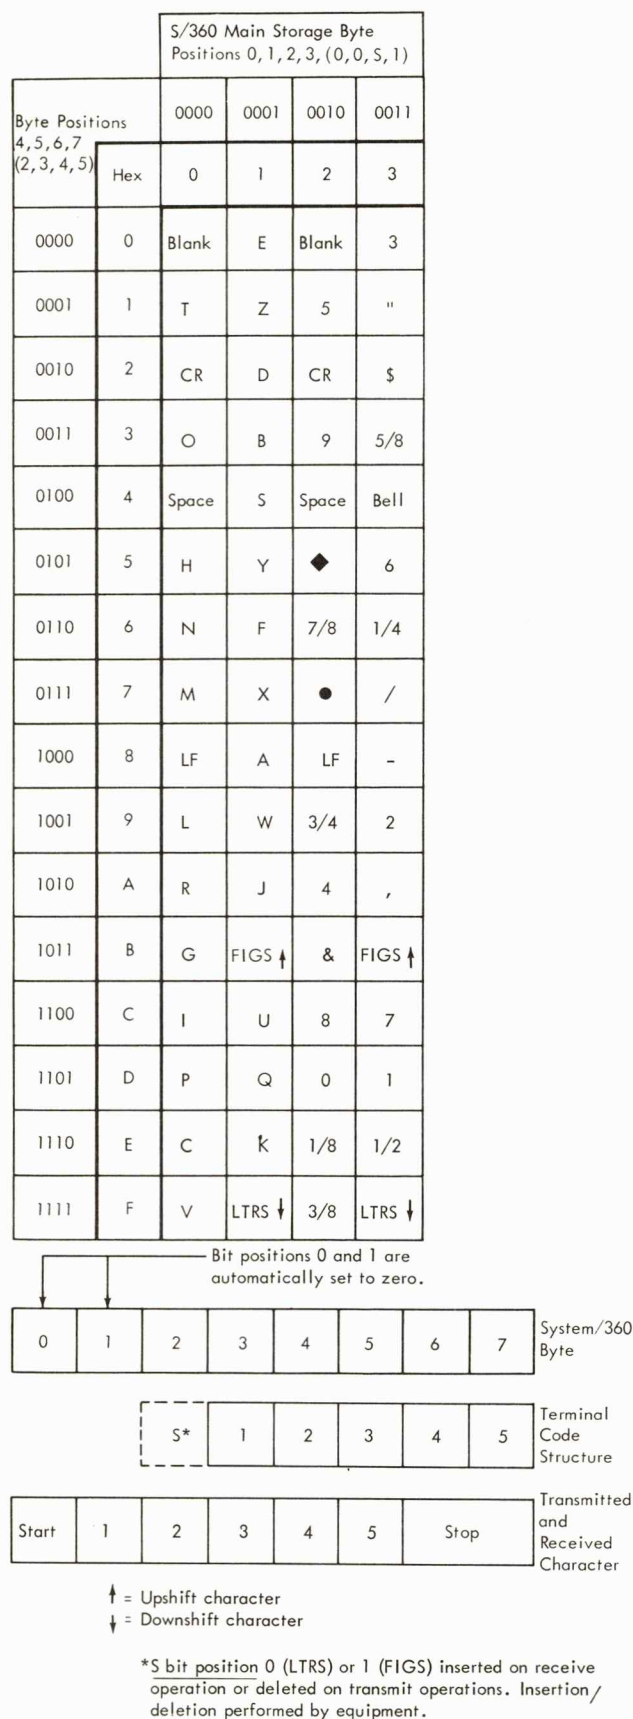 S/360 Main Storage Byte
Positions 0, 1, 2, 3, (0, 0, S, 1)
Byte Positions
4, 5, 6, 7
(2, 3, 4, 5)
0000 0001 0010 0011
Hex 0 1 2 3
0000 0 Blank E Blank 3
0001 1 T Z 5 "
0010 2 CR D CR $
0011 3 O B 9 5/8
0100 4 Space S Space Bell
0101 5 H Y ◆ 6
0110 6 N F 7/8 1/4
0111 7 M X ● /
1000 8 LF A LF -
1001 9 L W 3/4 2
1010 A R J 4 ,
1011 B G FIGS ↑ & FIGS ↑
1100 C I U 8 7
1101 D P Q 0 1
1110 E C K 1/8 1/2
1111 F V LTRS ↓ 3/8 LTRS ↓
Bit positions 0 and 1 are
automatically set to zero.
0 1 2 3 4 5 6 7
System/360
Byte
S* 1 2 3 4 5
Terminal
Code
Structure
Start 1 2 3 4 5 Stop
Transmitted
and
Received
Character
↑ = Upshift character
↓ = Downshift character
*S bit position 0 (LTRS) or 1 (FIGS) inserted on receive
operation or deleted on transmit operations. Insertion/
deletion performed by equipment.